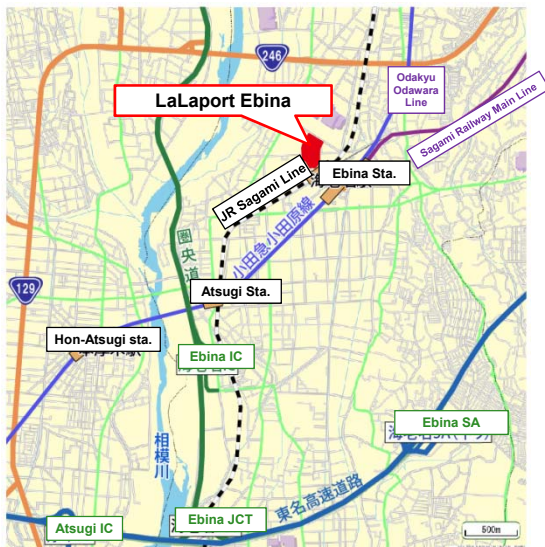 246
Odakyu
Odawara
Line
LaLaport Ebina
Sagami Railway Main Line
Ebina Sta.
JR Sagami Line
小田急小田原線
圏央道
129
Atsugi Sta.
Hon-Atsugi sta.
Ebina IC
Ebina SA
相模川
東名高速道路
Ebina JCT
Atsugi IC
500m